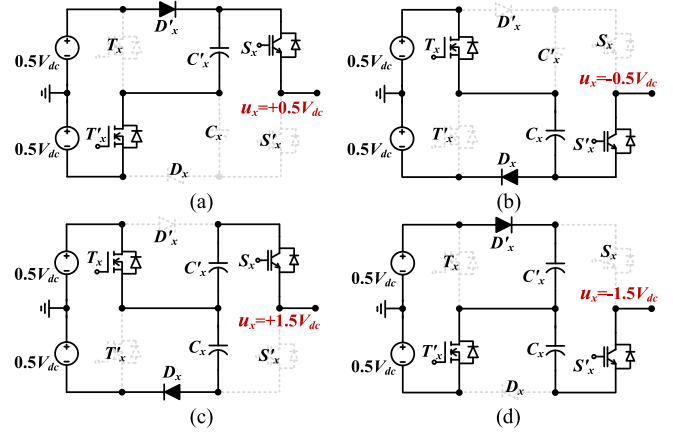 D'x
Tx
C'x
Sx
0.5Vdc
ux=+0.5Vdc
T'x
Cx
S'x
0.5Vdc
Dx
(a)
D'x
Tx
C'x
Sx
0.5Vdc
ux=-0.5Vdc
T'x
Cx
S'x
0.5Vdc
Dx
(b)
D'x
Tx
C'x
Sx
0.5Vdc
ux=+1.5Vdc
T'x
Cx
S'x
0.5Vdc
Dx
(c)
D'x
Tx
C'x
Sx
0.5Vdc
ux=-1.5Vdc
T'x
Cx
S'x
0.5Vdc
Dx
(d)